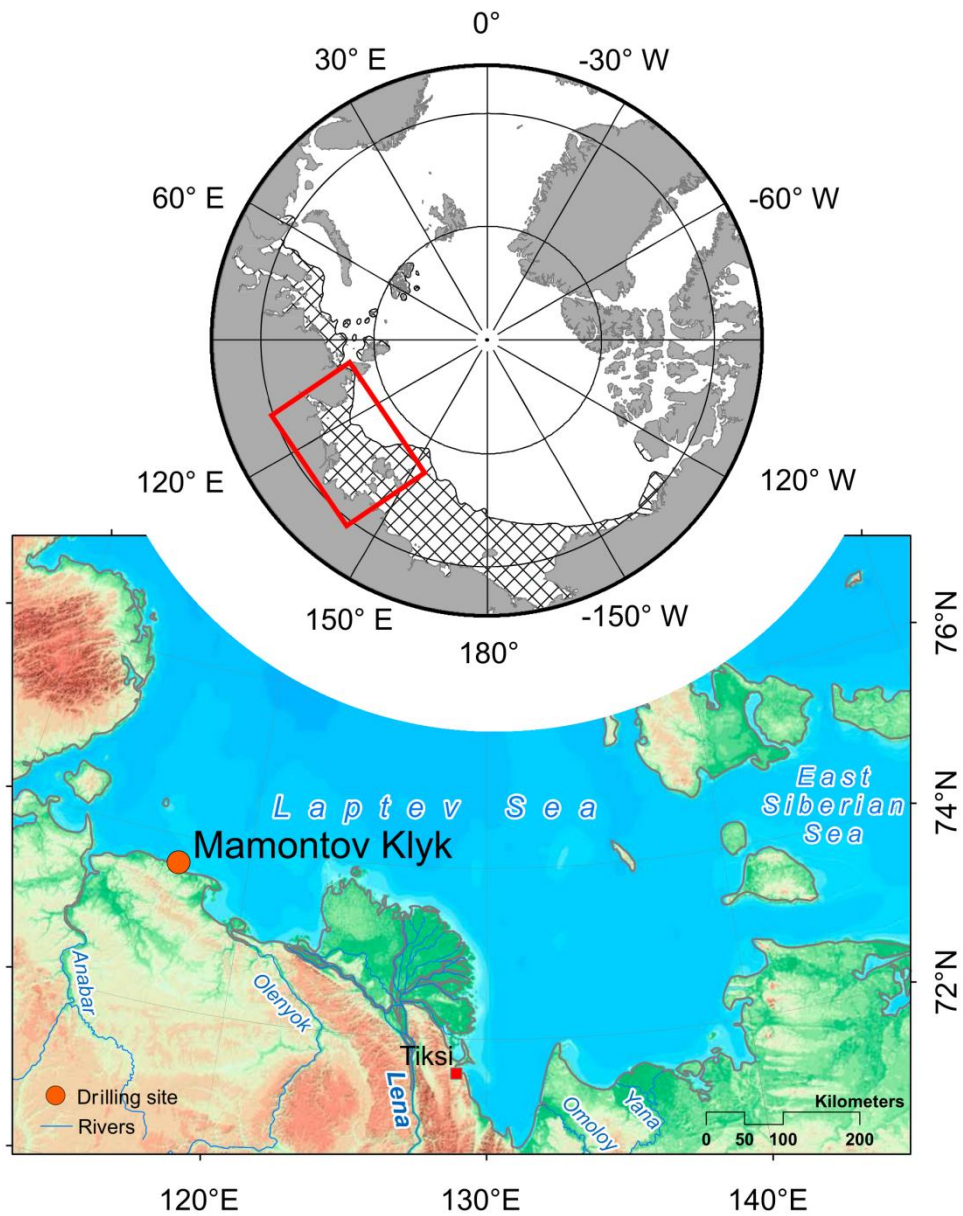 0°
30° E
-30° W
60° E
-60° W
120° E
120° W
150° E
-150° W
180°
76°N
74°N
72°N
Laptev Sea
East
Siberian
Sea
Mamontov Klyk
Anabar
Olenyok
Lena
Tiksi
Omoloy
Yana
Drilling site
Rivers
Kilometers
0 50 100 200
120°E
130°E
140°E